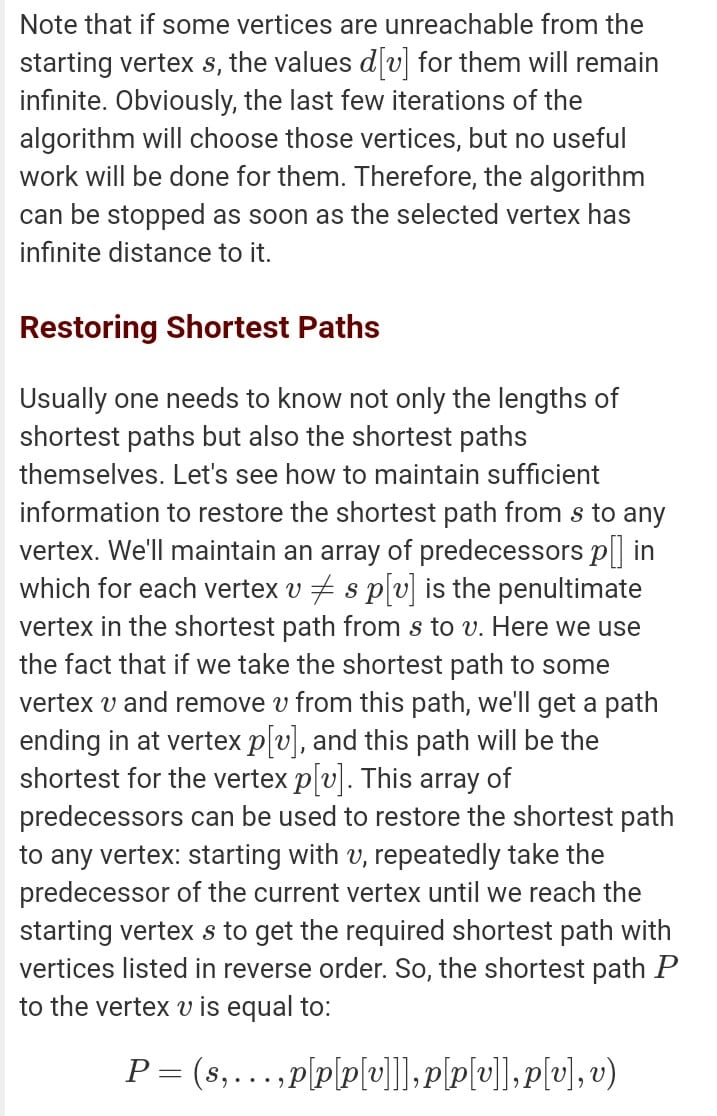 Note that if some vertices are unreachable from the
starting vertex s, the values d[v] for them will remain
infinite. Obviously, the last few iterations of the
algorithm will choose those vertices, but no useful
work will be done for them. Therefore, the algorithm
can be stopped as soon as the selected vertex has
infinite distance to it.
Restoring Shortest Paths
Usually one needs to know not only the lengths of
shortest paths but also the shortest paths
themselves. Let's see how to maintain sufficient
information to restore the shortest path from s to any
vertex. We'll maintain an array of predecessors p[] in
which for each vertex v ≠ s p[v] is the penultimate
vertex in the shortest path from s to v. Here we use
the fact that if we take the shortest path to some
vertex v and remove v from this path, we'll get a path
ending in at vertex p[v], and this path will be the
shortest for the vertex p[v]. This array of
predecessors can be used to restore the shortest path
to any vertex: starting with v, repeatedly take the
predecessor of the current vertex until we reach the
starting vertex s to get the required shortest path with
vertices listed in reverse order. So, the shortest path P
to the vertex v is equal to:
P = (s, . . . , p[p[p[v]]], p[p[v]], p[v], v)